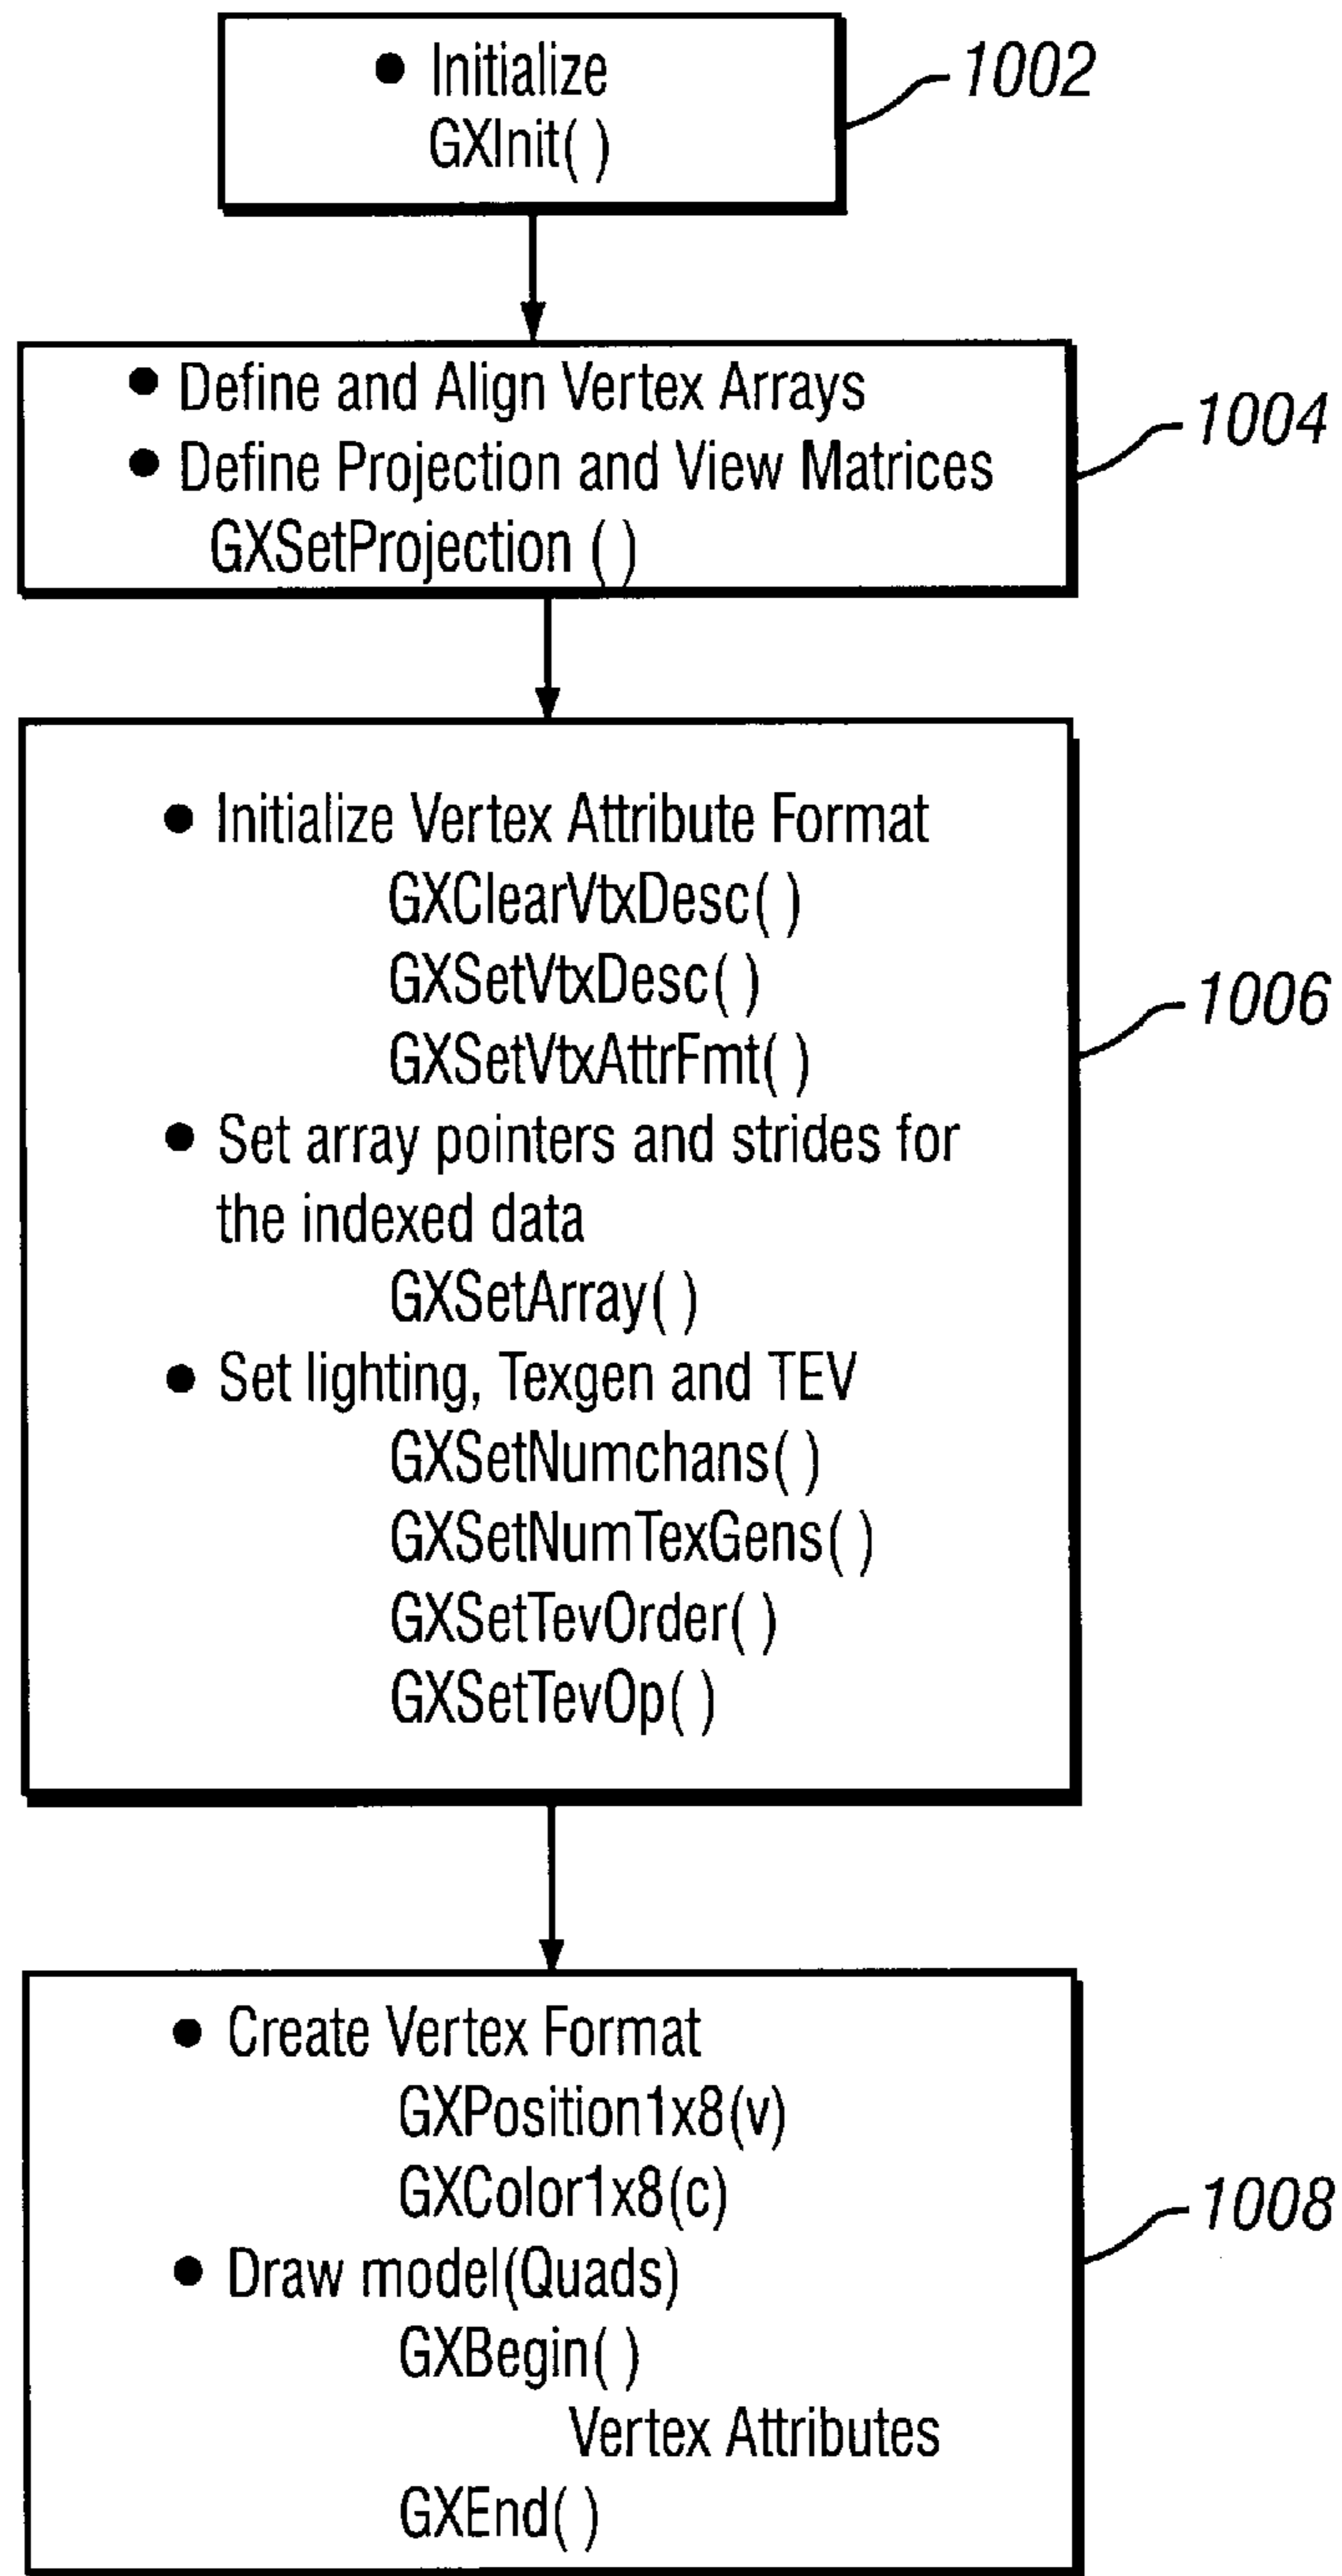 ● Initialize
GXInit( )
1002
● Define and Align Vertex Arrays
● Define Projection and View Matrices
GXSetProjection ( )
1004
● Initialize Vertex Attribute Format
GXClearVtxDesc( )
GXSetVtxDesc( )
GXSetVtxAttrFmt( )
● Set array pointers and strides for
the indexed data
GXSetArray( )
● Set lighting, Texgen and TEV
GXSetNumchans( )
GXSetNumTexGens( )
GXSetTevOrder( )
GXSetTevOp( )
1006
● Create Vertex Format
GXPosition1x8(v)
GXColor1x8(c)
● Draw model(Quads)
GXBegin( )
Vertex Attributes
GXEnd( )
1008